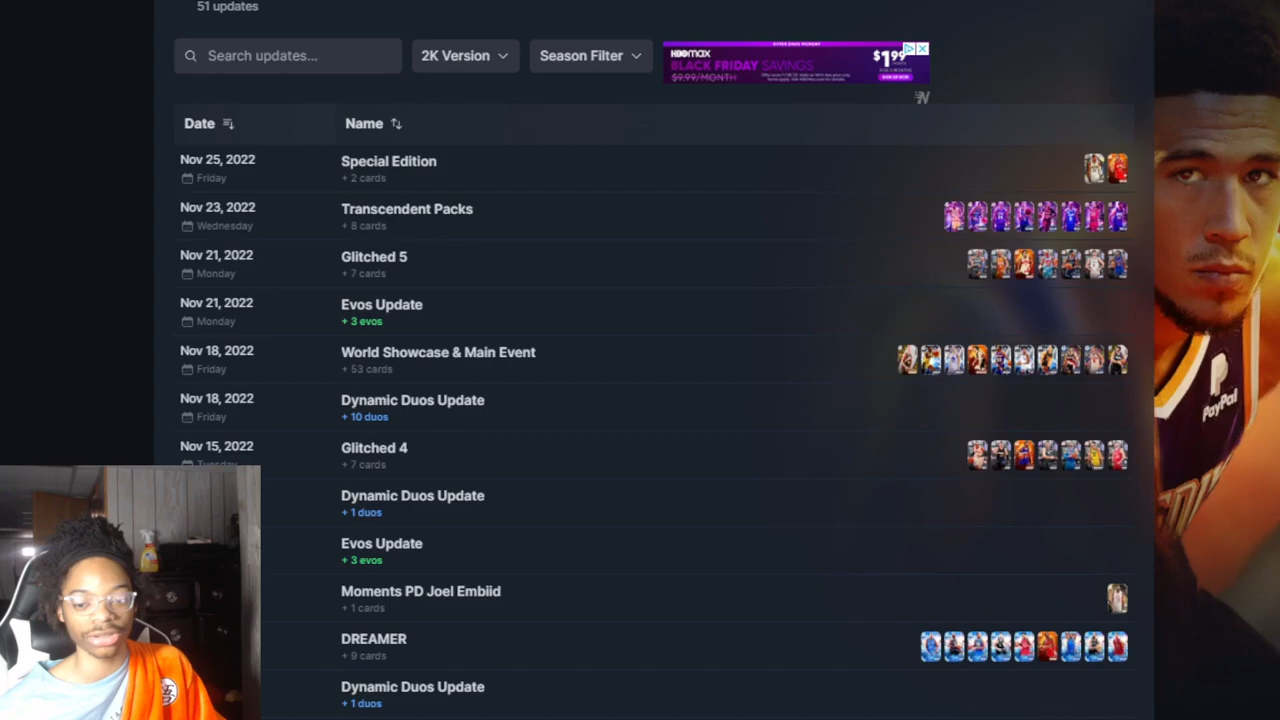 51 updates
Search updates...
2K Version
Season Filter
OFFER ENDS MONDAY
HBOMAX
BLACK FRIDAY SAVINGS
$9.99/MONTH
$1.99
Date
Name
Nov 25, 2022
Special Edition
Friday
+ 2 cards
Nov 23, 2022
Transcendent Packs
Wednesday
+ 8 cards
Nov 21, 2022
Glitched 5
Monday
+ 7 cards
Nov 21, 2022
Evos Update
Monday
+ 3 evos
Nov 18, 2022
World Showcase & Main Event
Friday
+ 53 cards
Nov 18, 2022
Dynamic Duos Update
Friday
+ 10 duos
Nov 15, 2022
Glitched 4
Tuesday
+ 7 cards
Dynamic Duos Update
+ 1 duos
Evos Update
+ 3 evos
Moments PD Joel Embiid
+ 1 cards
DREAMER
+ 9 cards
Dynamic Duos Update
+ 1 duos
PayPal